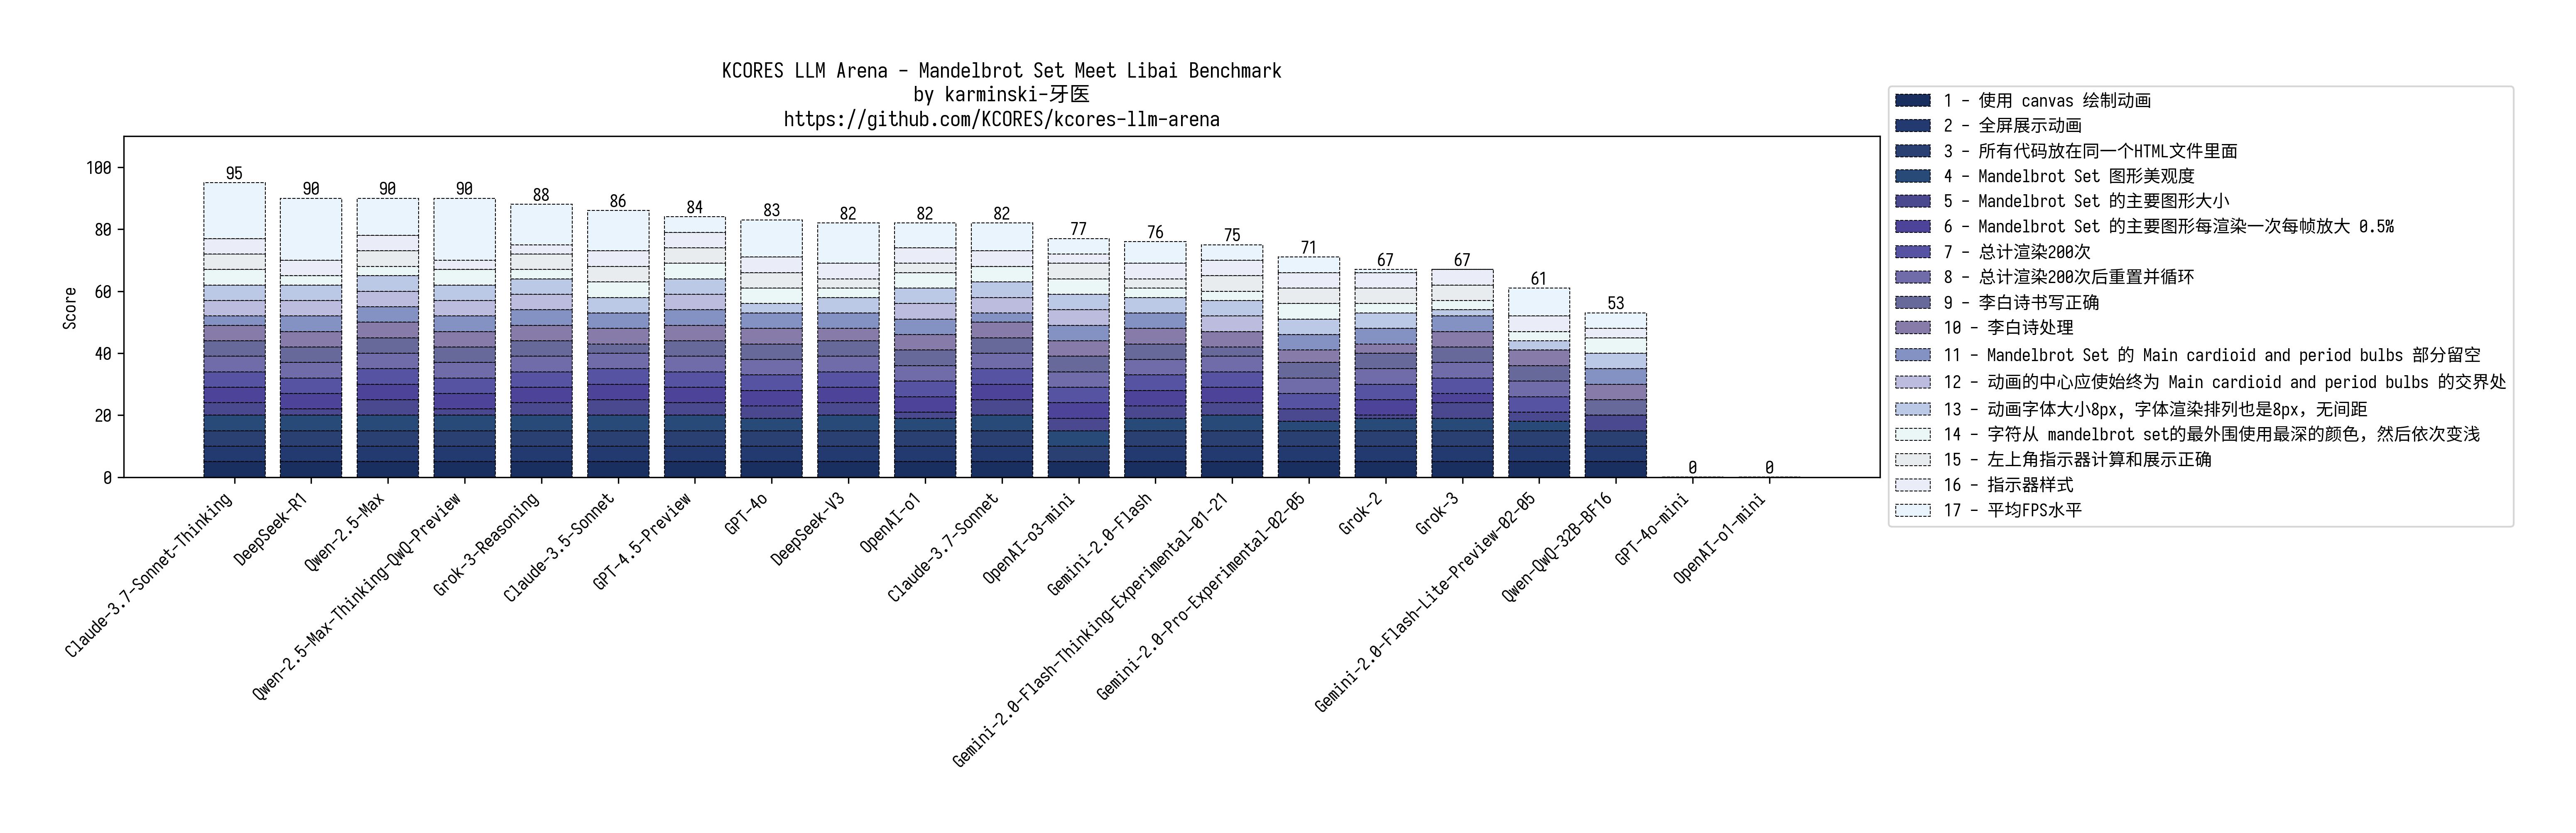 KCORES LLM Arena - Mandelbrot Set Meet Libai Benchmark
by karminski-牙医
https://github.com/KCORES/kcores-llm-arena
Score
100
80
60
40
20
0
95
90
90
90
88
86
84
83
82
82
82
77
76
75
71
67
67
61
53
0
0
Claude-3.7-Sonnet-Thinking
DeepSeek-R1
Qwen-2.5-Max
Qwen-2.5-Max-Thinking-QwQ-Preview
Grok-3-Reasoning
Claude-3.5-Sonnet
GPT-4.5-Preview
GPT-4o
DeepSeek-V3
OpenAI-o1
Claude-3.7-Sonnet
OpenAI-o3-mini
Gemini-2.0-Flash
Gemini-2.0-Flash-Thinking-Experimental-01-21
Gemini-2.0-Pro-Experimental-02-05
Grok-2
Grok-3
Gemini-2.0-Flash-Lite-Preview-02-05
Qwen-QwQ-32B-BF16
GPT-4o-mini
OpenAI-o1-mini
1 - 使用 canvas 绘制动画
2 - 全屏展示动画
3 - 所有代码放在同一个HTML文件里面
4 - Mandelbrot Set 图形美观度
5 - Mandelbrot Set 的主要图形大小
6 - Mandelbrot Set 的主要图形每渲染一次每帧放大 0.5%
7 - 总计渲染200次
8 - 总计渲染200次后重置并循环
9 - 李白诗书写正确
10 - 李白诗处理
11 - Mandelbrot Set 的 Main cardioid and period bulbs 部分留空
12 - 动画的中心应使始终为 Main cardioid and period bulbs 的交界处
13 - 动画字体大小8px, 字体渲染排列也是8px, 无间距
14 - 字符从 mandelbrot set的最外围使用最深的颜色, 然后依次变浅
15 - 左上角指示器计算和展示正确
16 - 指示器样式
17 - 平均FPS水平